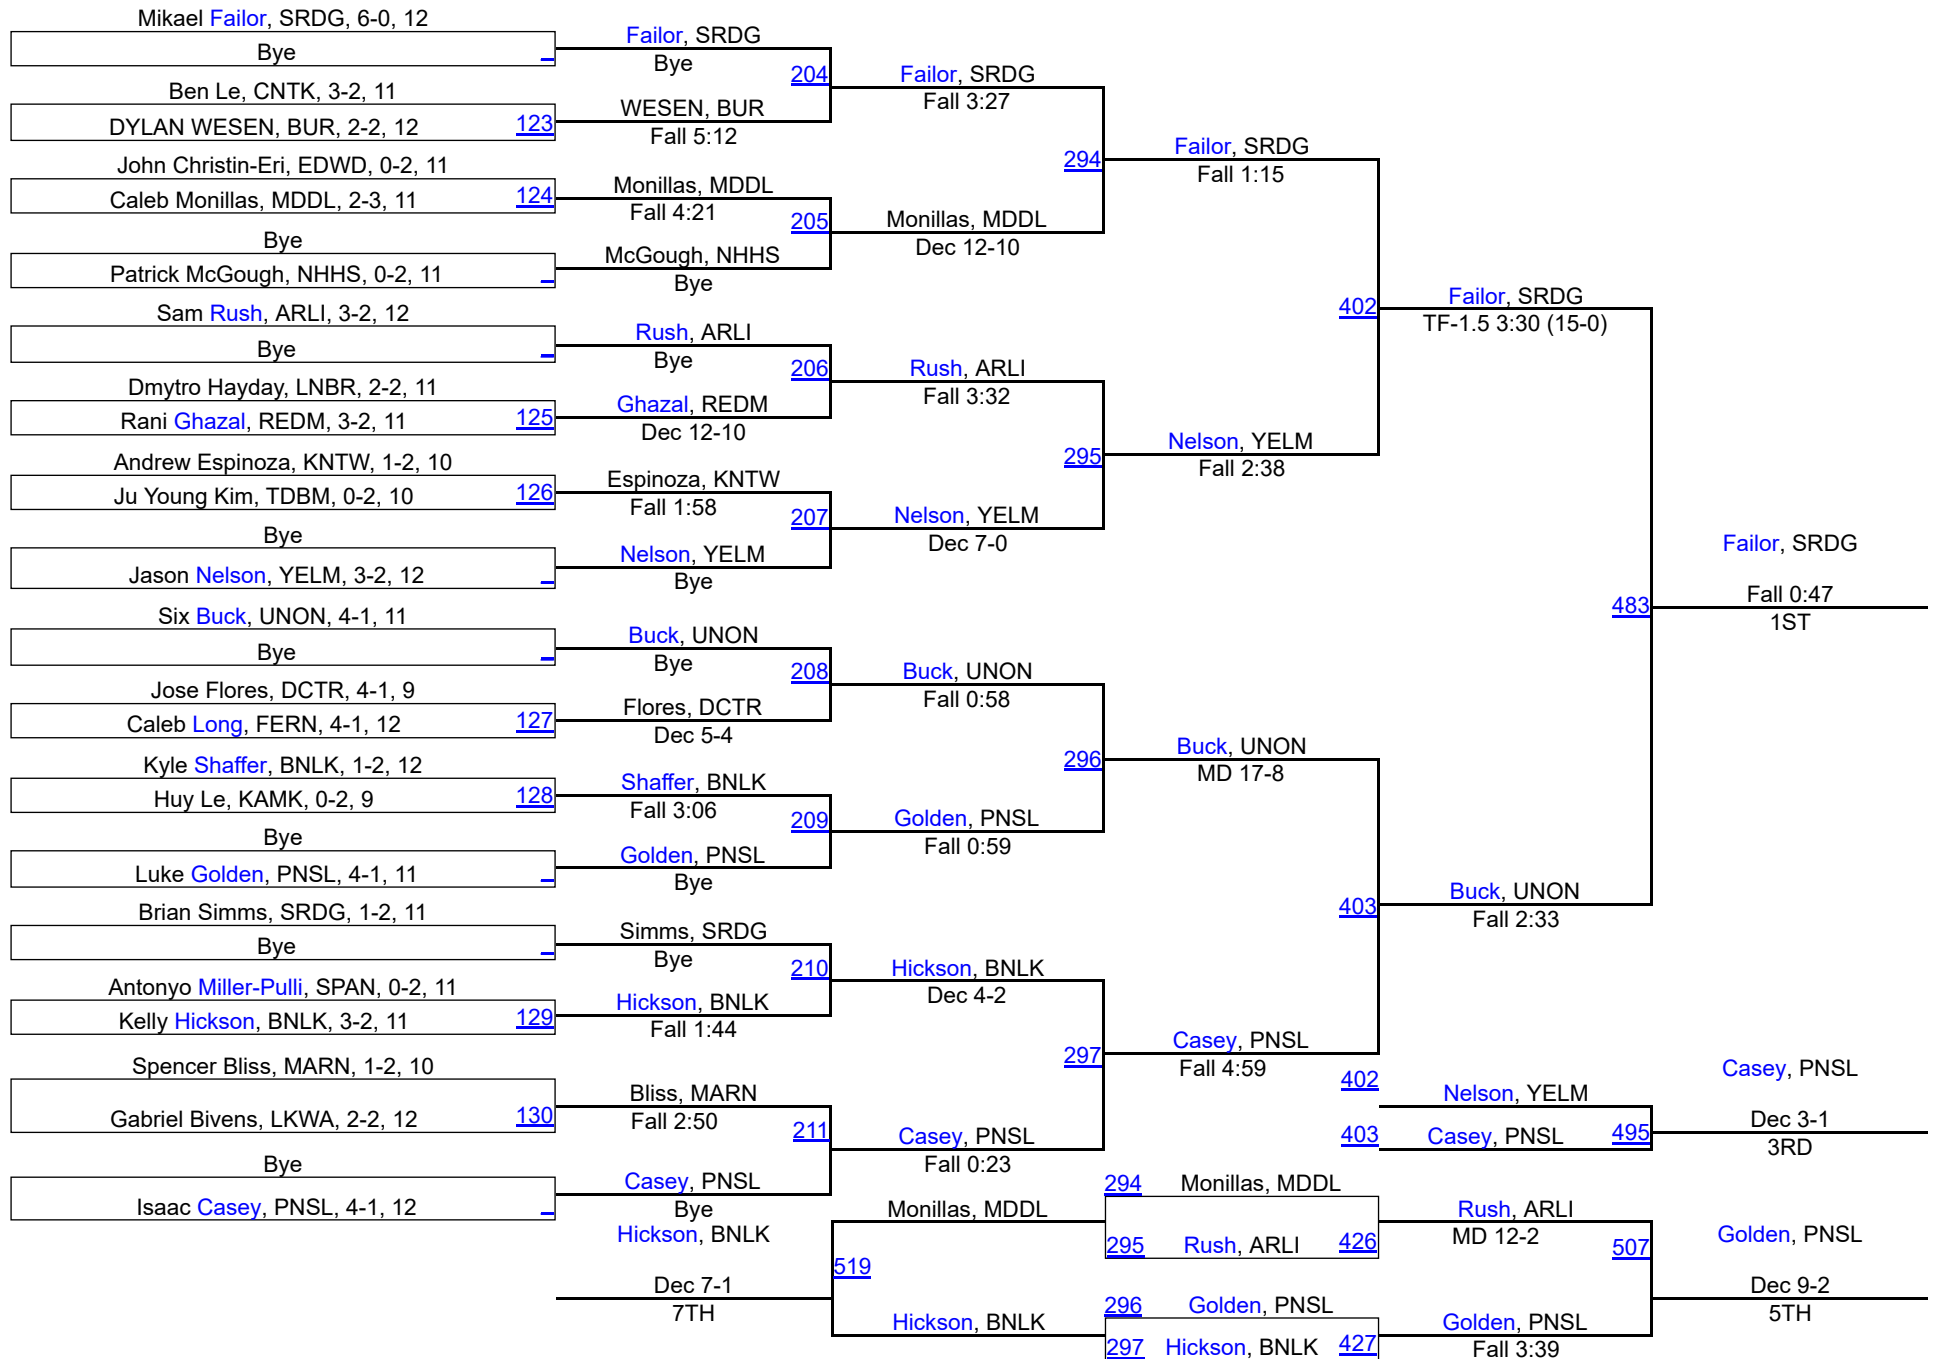 Mikael Failor, SRDG, 6-0, 12
Bye
Ben Le, CNTK, 3-2, 11
DYLAN WESEN, BUR, 2-2, 12 123
John Christin-Eri, EDWD, 0-2, 11
Caleb Monillas, MDDL, 2-3, 11 124
Bye
Patrick McGough, NHHS, 0-2, 11
Sam Rush, ARLI, 3-2, 12
Bye
Dmytro Hayday, LNBR, 2-2, 11
Rani Ghazal, REDM, 3-2, 11 125
Andrew Espinoza, KNTW, 1-2, 10
Ju Young Kim, TDBM, 0-2, 10 126
Bye
Jason Nelson, YELM, 3-2, 12
Six Buck, UNON, 4-1, 11
Bye
Jose Flores, DCTR, 4-1, 9
Caleb Long, FERN, 4-1, 12 127
Kyle Shaffer, BNLK, 1-2, 12
Huy Le, KAMK, 0-2, 9 128
Bye
Luke Golden, PNSL, 4-1, 11
Brian Simms, SRDG, 1-2, 11
Bye
Antonyo Miller-Pulli, SPAN, 0-2, 11
Kelly Hickson, BNLK, 3-2, 11 129
Spencer Bliss, MARN, 1-2, 10
Gabriel Bivens, LKWA, 2-2, 12 130
Bye
Isaac Casey, PNSL, 4-1, 12
Failor, SRDG
Bye
204
WESEN, BUR
Fall 5:12
Monillas, MDDL
Fall 4:21
205
McGough, NHHS
Bye
Rush, ARLI
Bye
206
Ghazal, REDM
Dec 12-10
Espinoza, KNTW
Fall 1:58
207
Nelson, YELM
Bye
Buck, UNON
Bye
208
Flores, DCTR
Dec 5-4
Shaffer, BNLK
Fall 3:06
209
Golden, PNSL
Bye
Simms, SRDG
Bye
210
Hickson, BNLK
Fall 1:44
Bliss, MARN
Fall 2:50
211
Casey, PNSL
Bye
Failor, SRDG
Fall 3:27
294
Monillas, MDDL
Dec 12-10
Rush, ARLI
Fall 3:32
295
Nelson, YELM
Dec 7-0
Buck, UNON
Fall 0:58
296
Golden, PNSL
Fall 0:59
Hickson, BNLK
Dec 4-2
297
Casey, PNSL
Fall 0:23
Failor, SRDG
Fall 1:15
402
Nelson, YELM
Fall 2:38
Buck, UNON
MD 17-8
403
Casey, PNSL
Fall 4:59
Failor, SRDG
TF-1.5 3:30 (15-0)
483
Buck, UNON
Fall 2:33
Failor, SRDG
Fall 0:47
1ST
402
Nelson, YELM
403 Casey, PNSL 495
Casey, PNSL
Dec 3-1
3RD
294 Monillas, MDDL
295 Rush, ARLI 426
296 Golden, PNSL
297 Hickson, BNLK 427
Rush, ARLI
MD 12-2
507
Golden, PNSL
Fall 3:39
Golden, PNSL
Dec 9-2
5TH
Monillas, MDDL
519
Hickson, BNLK
Hickson, BNLK
Dec 7-1
7TH